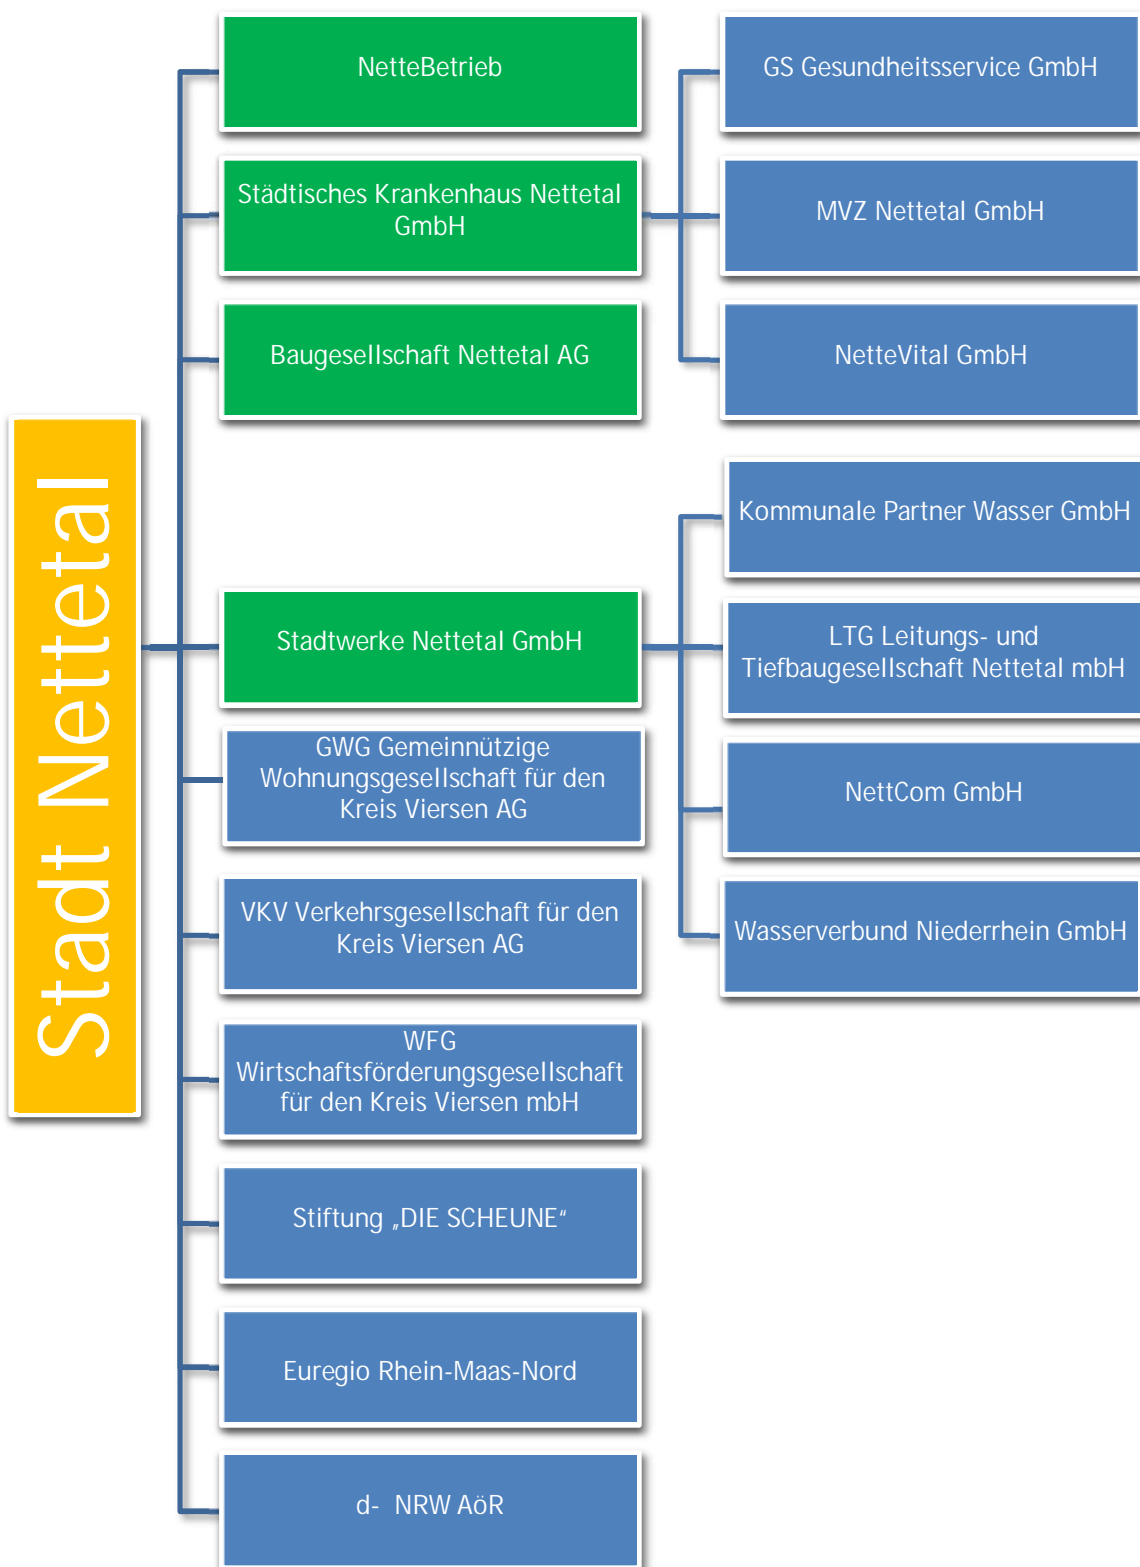 Stadt Nettetal
NetteBetrieb
Städtisches Krankenhaus Nettetal
GmbH
Baugesellschaft Nettetal AG
Stadtwerke Nettetal GmbH
GWG Gemeinnützige
Wohnungsgesellschaft für den
Kreis Viersen AG
VKV Verkehrsgesellschaft für den
Kreis Viersen AG
WFG
Wirtschaftsförderungsgesellschaft
für den Kreis Viersen mbH
Stiftung „DIE SCHEUNE“
Euregio Rhein-Maas-Nord
d- NRW AöR
GS Gesundheitsservice GmbH
MVZ Nettetal GmbH
NetteVital GmbH
Kommunale Partner Wasser GmbH
LTG Leitungs- und
Tiefbaugesellschaft Nettetal mbH
NettCom GmbH
Wasserverbund Niederrhein GmbH